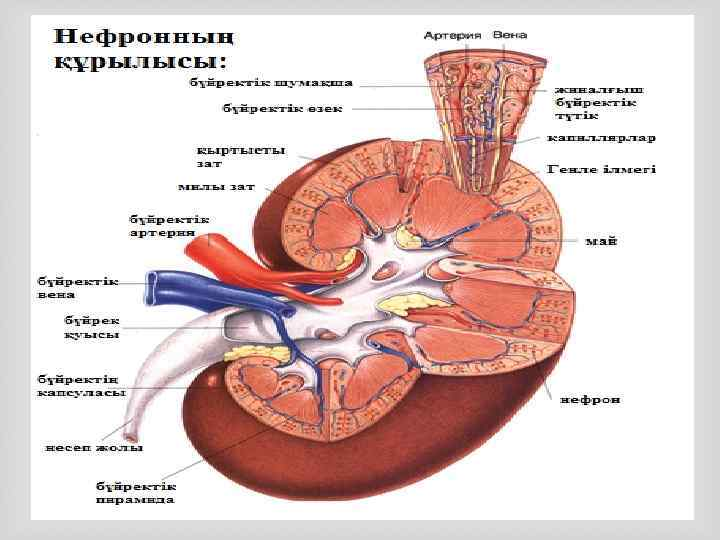 Нефронның
құрылысы:
Артерия Вена
бүйректік шумақша
бүйректік өзек
жиналғыш
бүйректік
түтік
капиллярлар
Генле ілмегі
қыртысты
зат
милы зат
бүйректік
артерия
май
бүйректік
вена
бүйрек
қуысы
бүйректің
капсуласы
нефрон
несеп жолы
бүйректік
пирамида